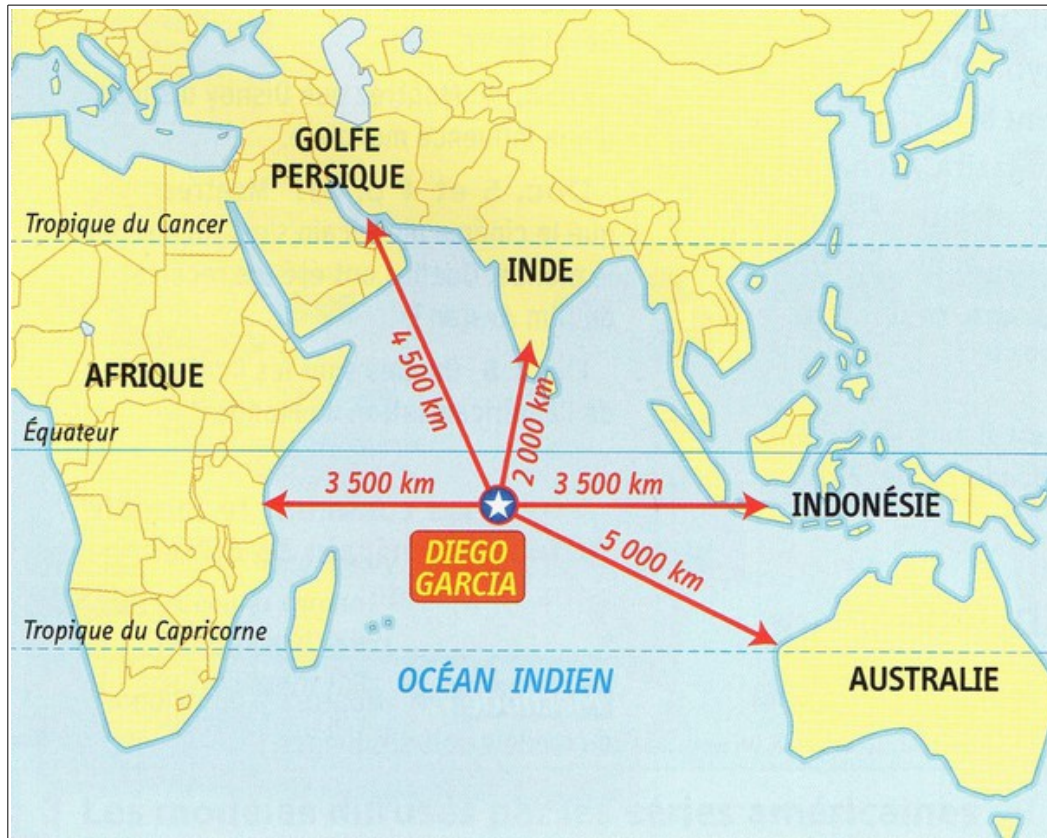 GOLFE
PERSIQUE
Tropique du Cancer
INDE
4 500 km
AFRIQUE
2 000 km
Équateur
3 500 km
3 500 km
INDONÉSIE
DIEGO
GARCIA
5 000 km
Tropique du Capricorne
OCÉAN INDIEN
AUSTRALIE